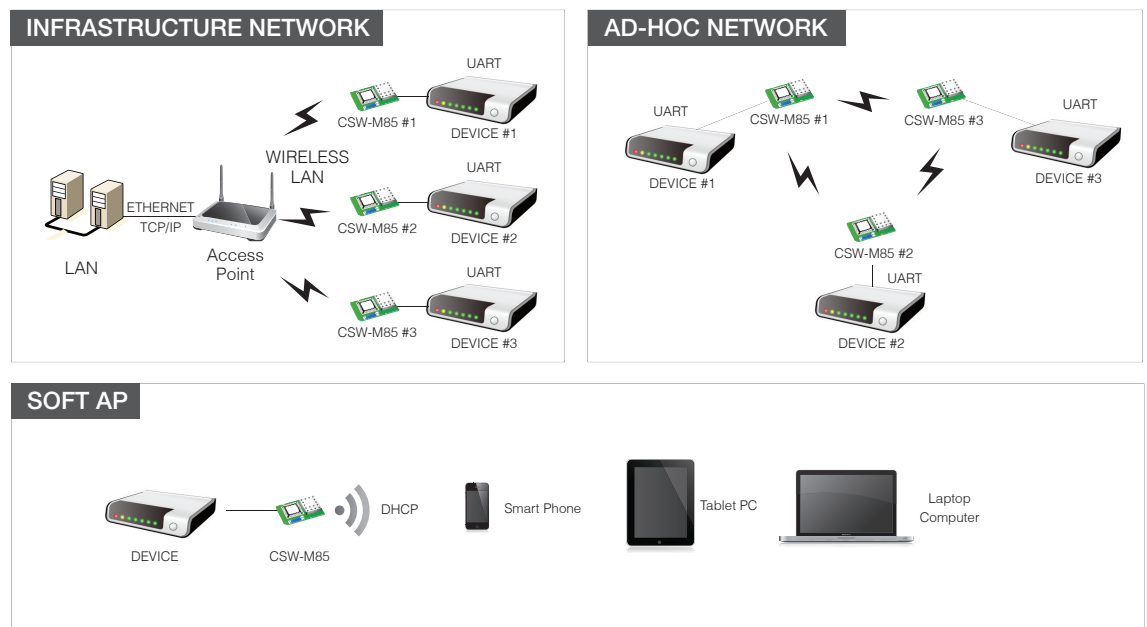 INFRASTRUCTURE NETWORK
UART
CSW-M85 #1
DEVICE #1
WIRELESS
LAN
UART
ETHERNET
TCP/IP
CSW-M85 #2
DEVICE #2
LAN
Access
Point
UART
CSW-M85 #3
DEVICE #3
AD-HOC NETWORK
UART
CSW-M85 #1
CSW-M85 #3
UART
DEVICE #1
DEVICE #3
CSW-M85 #2
UART
DEVICE #2
SOFT AP
DEVICE
CSW-M85
DHCP
Smart Phone
Tablet PC
Laptop
Computer